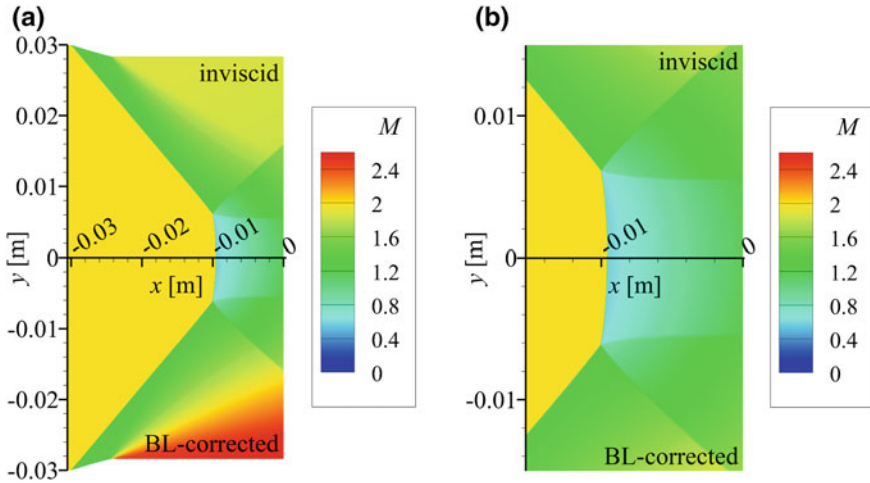 (a)
0.03
0.02
0.01
0
-0.01
-0.02
-0.03
y [m]
-0.03
-0.02
-0.01
0
x [m]
inviscid
BL-corrected
M
2.4
2
1.6
1.2
0.8
0.4
0
(b)
0.01
0
-0.01
y [m]
-0.01
0
x [m]
inviscid
BL-corrected
M
2.4
2
1.6
1.2
0.8
0.4
0